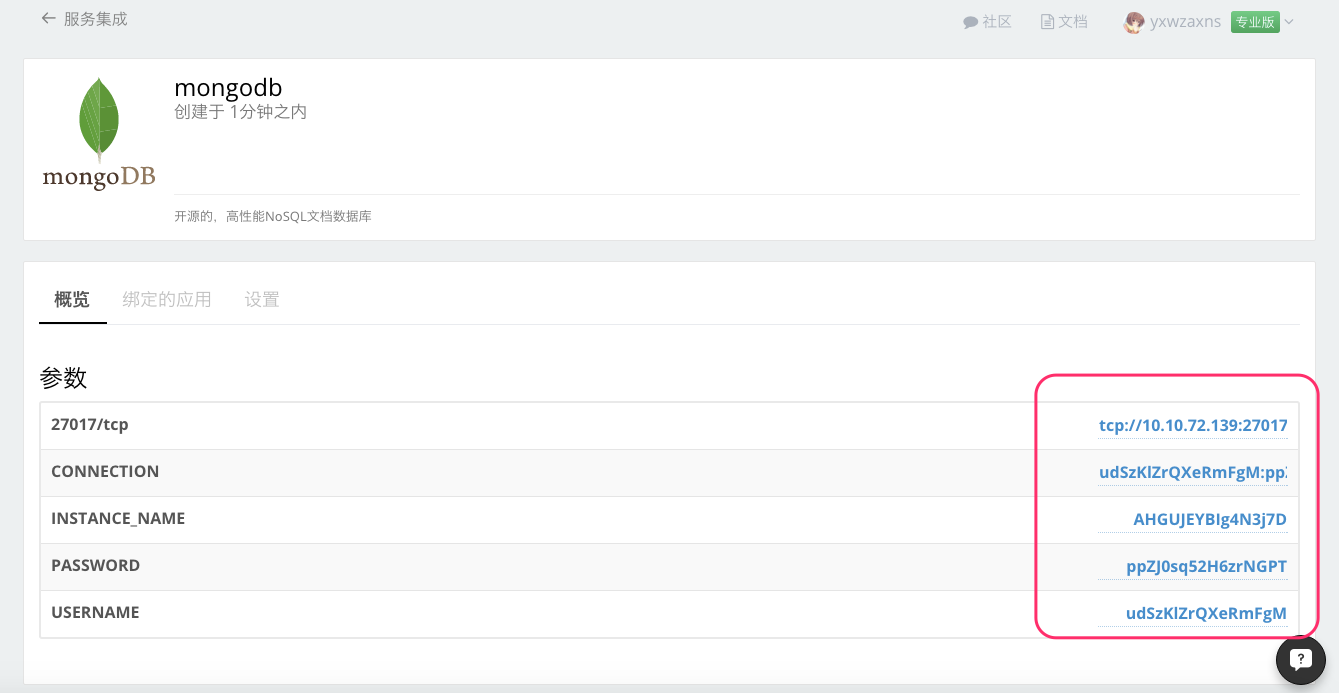 服务集成
社区 文档 yxwzaxns 专业版
mongodb
创建于 1分钟之内
mongoDB
开源的，高性能NoSQL文档数据库
概览 绑定的应用 设置
参数
27017/tcp tcp://10.10.72.139:27017
CONNECTION udSzKlZrQXeRmFgM:ppZ
INSTANCE_NAME AHGUJEYBIg4N3j7D
PASSWORD ppZJ0sq52H6zrNGPT
USERNAME udSzKlZrQXeRmFgM